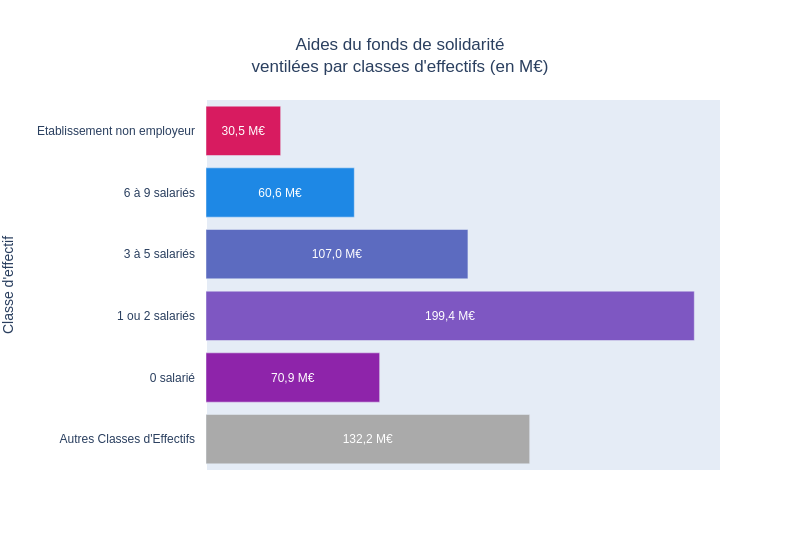 Aides du fonds de solidarité
ventilées par classes d'effectifs (en M€)
Classe d'effectif
Etablissement non employeur
30,5 M€
6 à 9 salariés
60,6 M€
3 à 5 salariés
107,0 M€
1 ou 2 salariés
199,4 M€
0 salarié
70,9 M€
Autres Classes d'Effectifs
132,2 M€